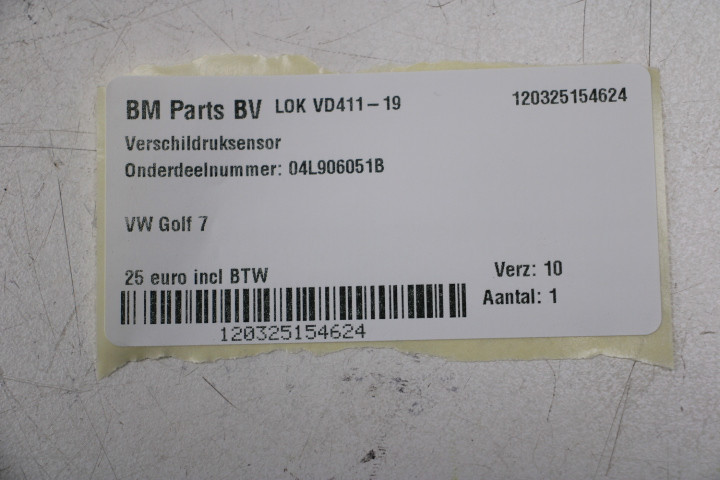 BM Parts BV LOK VD411-19 120325154624
Verschildruksensor
Onderdeelnummer: 04L906051B
VW Golf 7
25 euro incl BTW Verz: 10
Aantal: 1
120325154624